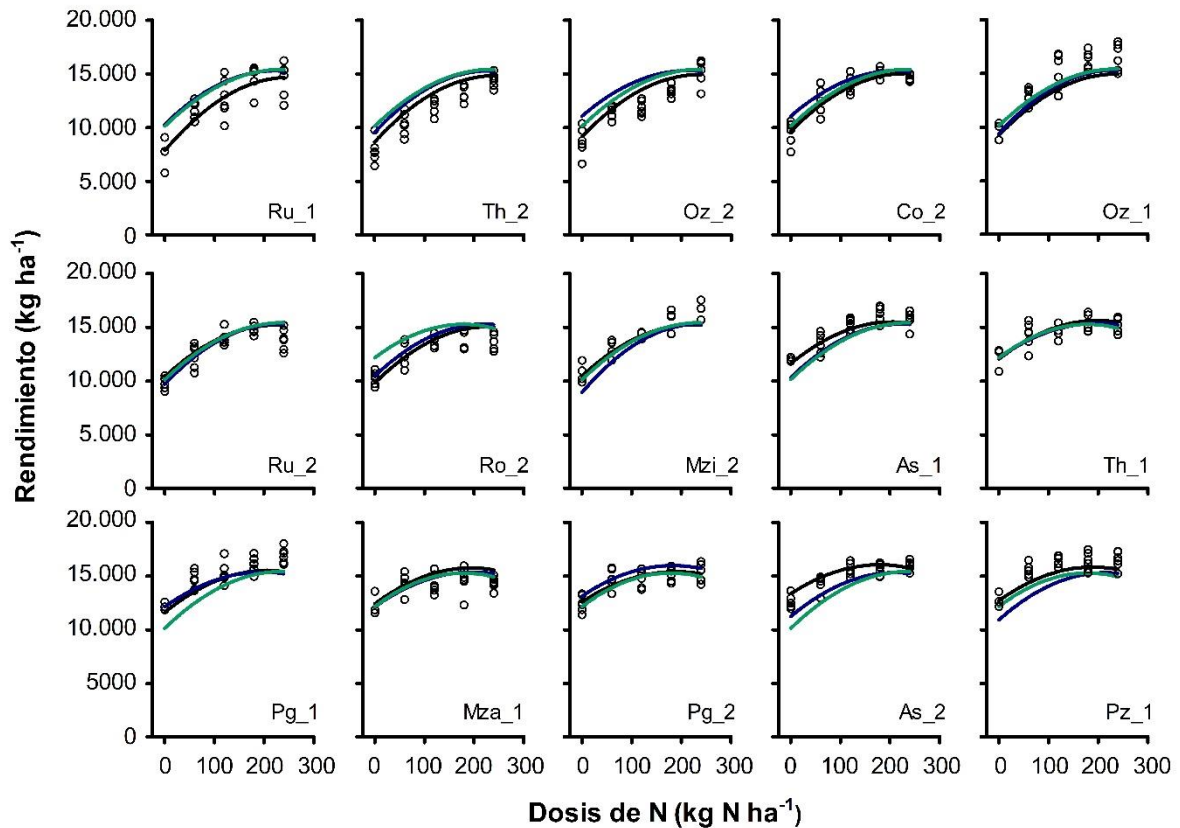 Rendimiento (kg ha-1)
20.000
15.000
10.000
5.000
0
Ru_1
Th_2
Oz_2
Co_2
Oz_1
20.000
15.000
10.000
5.000
0
Ru_2
Ro_2
Mzi_2
As_1
Th_1
20.000
15.000
10.000
5000
0
Pg_1
Mza_1
Pg_2
As_2
Pz_1
0 100 200 300 0 100 200 300 0 100 200 300 0 100 200 300 0 100 200 300
Dosis de N (kg N ha-1)